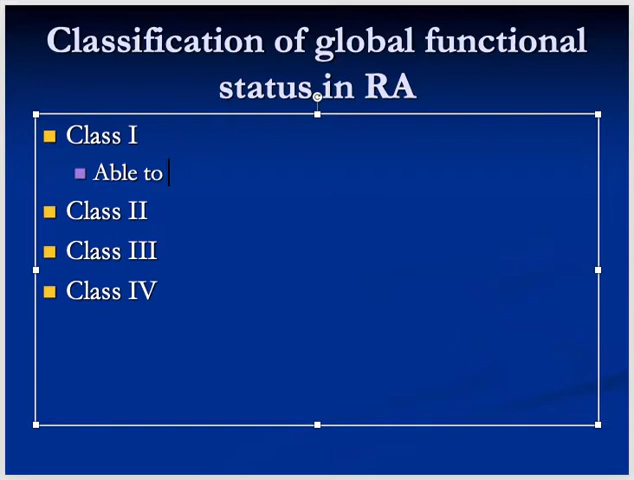 Classification of global functional
status in RA
Class I
Able to
Class II
Class III
Class IV